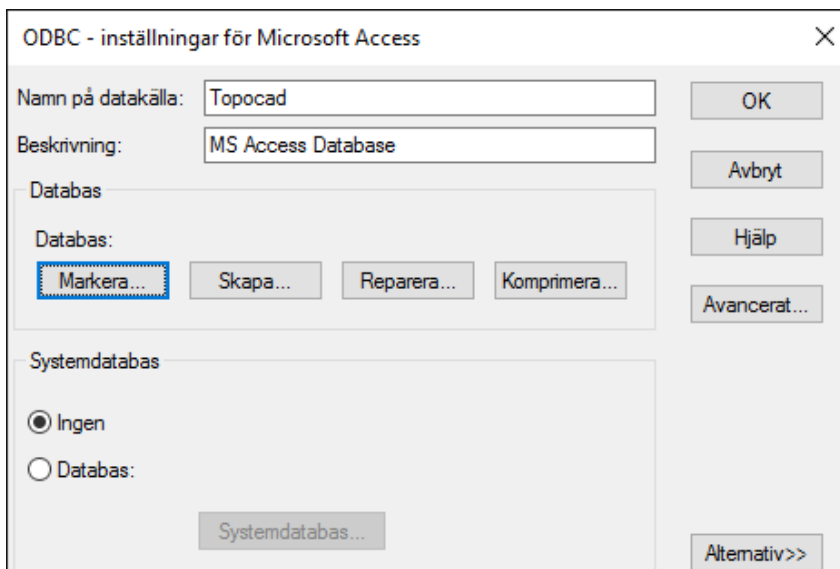 ODBC - inställningar för Microsoft Access
Namn på datakälla: Topocad
OK
Beskrivning: MS Access Database
Avbryt
Databas
Databas:
Hjälp
Markera... Skapa... Reparera... Komprimera...
Avancerat...
Systemdatabas
Ingen
Databas:
Systemdatabas...
Alternativ>>